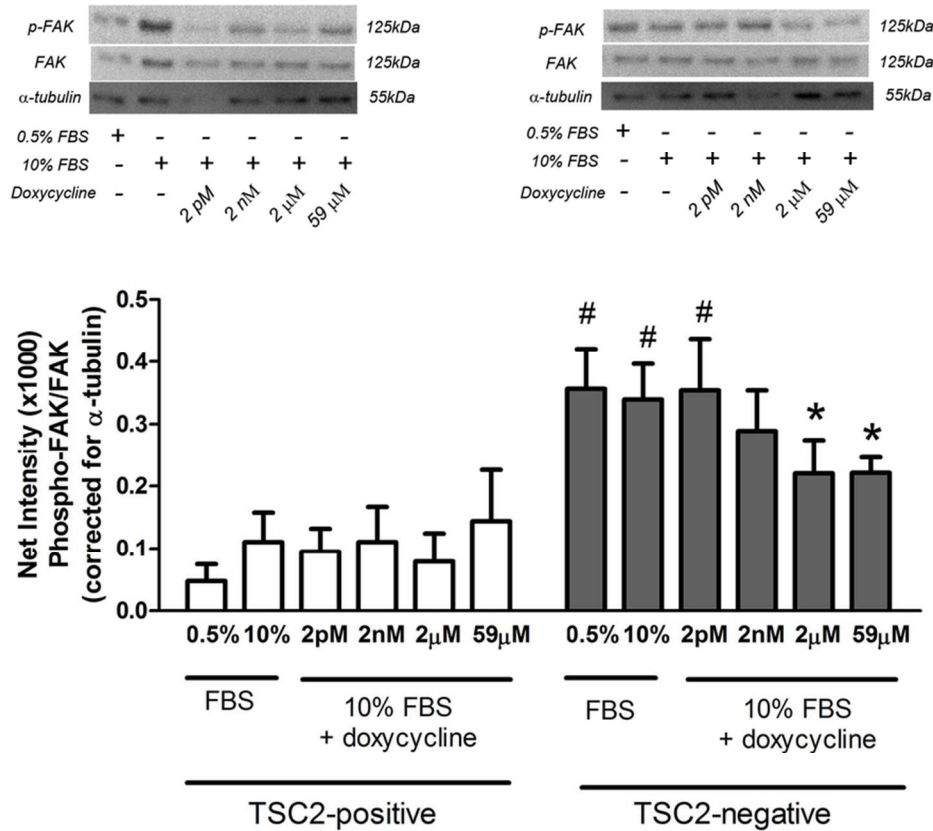 p-FAK 125kDa
FAK 125kDa
α-tubulin 55kDa
0.5% FBS + - - - - -
10% FBS - + + + + +
Doxycycline - - 2 pM 2 nM 2 μM 59 μM
p-FAK 125kDa
FAK 125kDa
α-tubulin 55kDa
0.5% FBS + - - - - -
10% FBS - + + + + +
Doxycycline - - 2 pM 2 nM 2 μM 59 μM
Net Intensity (x1000)
Phospho-FAK/FAK
(corrected for α-tubulin)
0.5
0.4
0.3
0.2
0.1
0.0
# # # * *
0.5% 10% 2pM 2nM 2μM 59μM 0.5% 10% 2pM 2nM 2μM 59μM
FBS
10% FBS
+ doxycycline
FBS
10% FBS
+ doxycycline
TSC2-positive
TSC2-negative